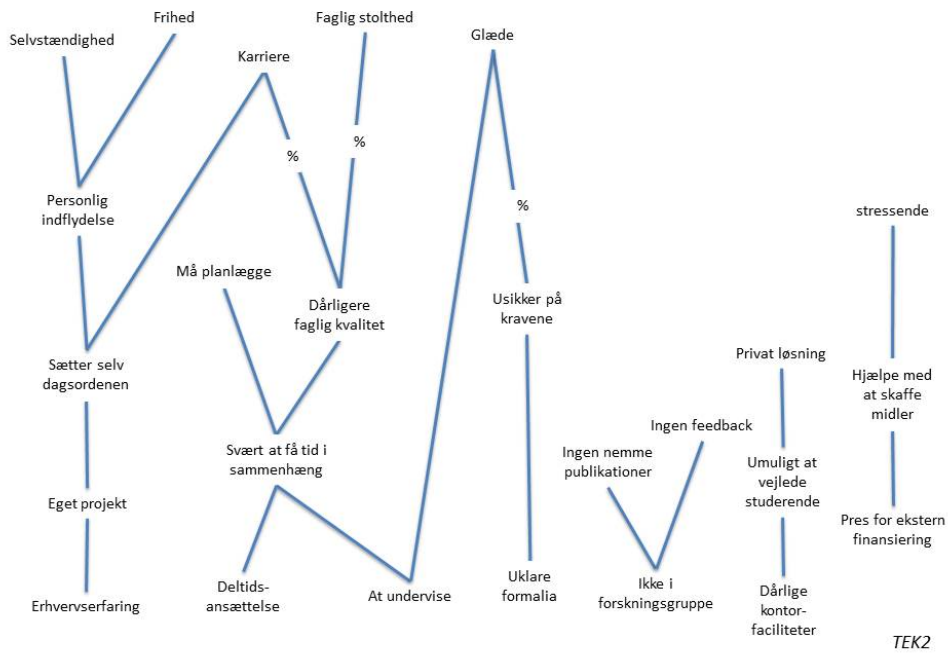 Frihed
Faglig stolthed
Selvstændighed
Glæde
Karriere
%
%
Personlig
indflydelse
%
stressende
Må planlægge
Dårligere
faglig kvalitet
Usikker på
kravene
Sætter selv
dagsordenen
Privat løsning
Hjælpe med
at skaffe
midler
Svært at få tid i
sammenhæng
Ingen nemme
publikationer
Ingen feedback
Umuligt at
vejlede
studerende
Eget projekt
Pres for ekstern
finansiering
Erhvervserfaring
Deltids-
ansættelse
At undervise
Uklare
formalia
Ikke i
forskningsgruppe
Dårlige
kontor-
faciliteter
TEK2